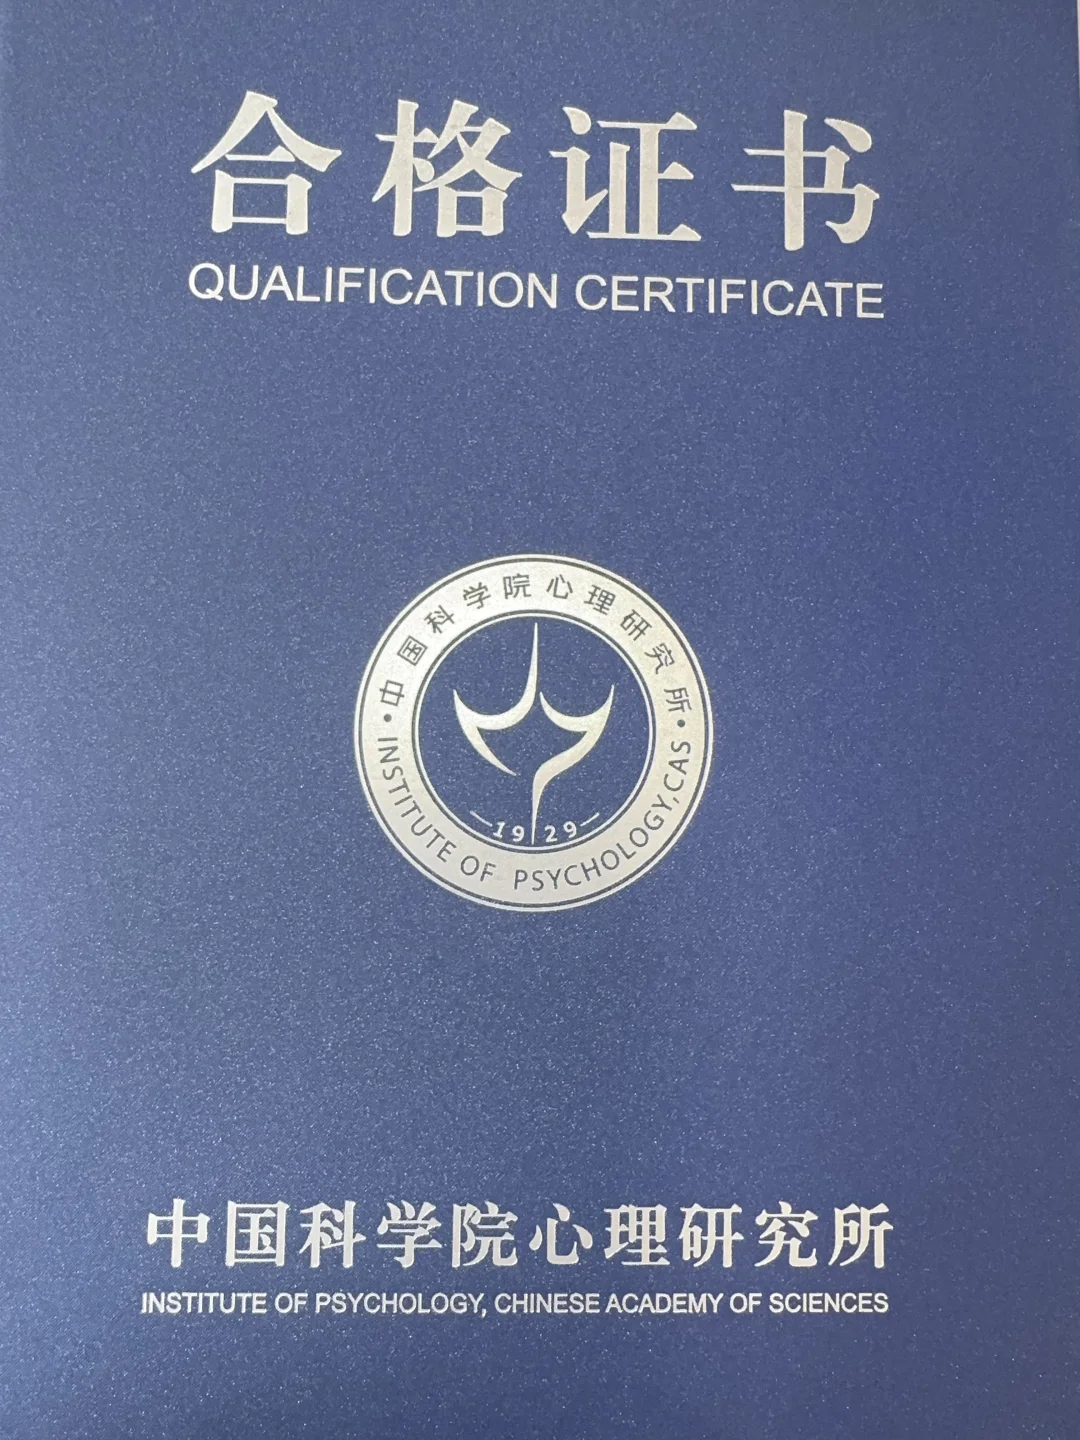 合格证书
QUALIFICATION CERTIFICATE
·中国科学院心理研究所·
INSTITUTE OF PSYCHOLOGY,CAS
1929
中国科学院心理研究所
INSTITUTE OF PSYCHOLOGY, CHINESE ACADEMY OF SCIENCES